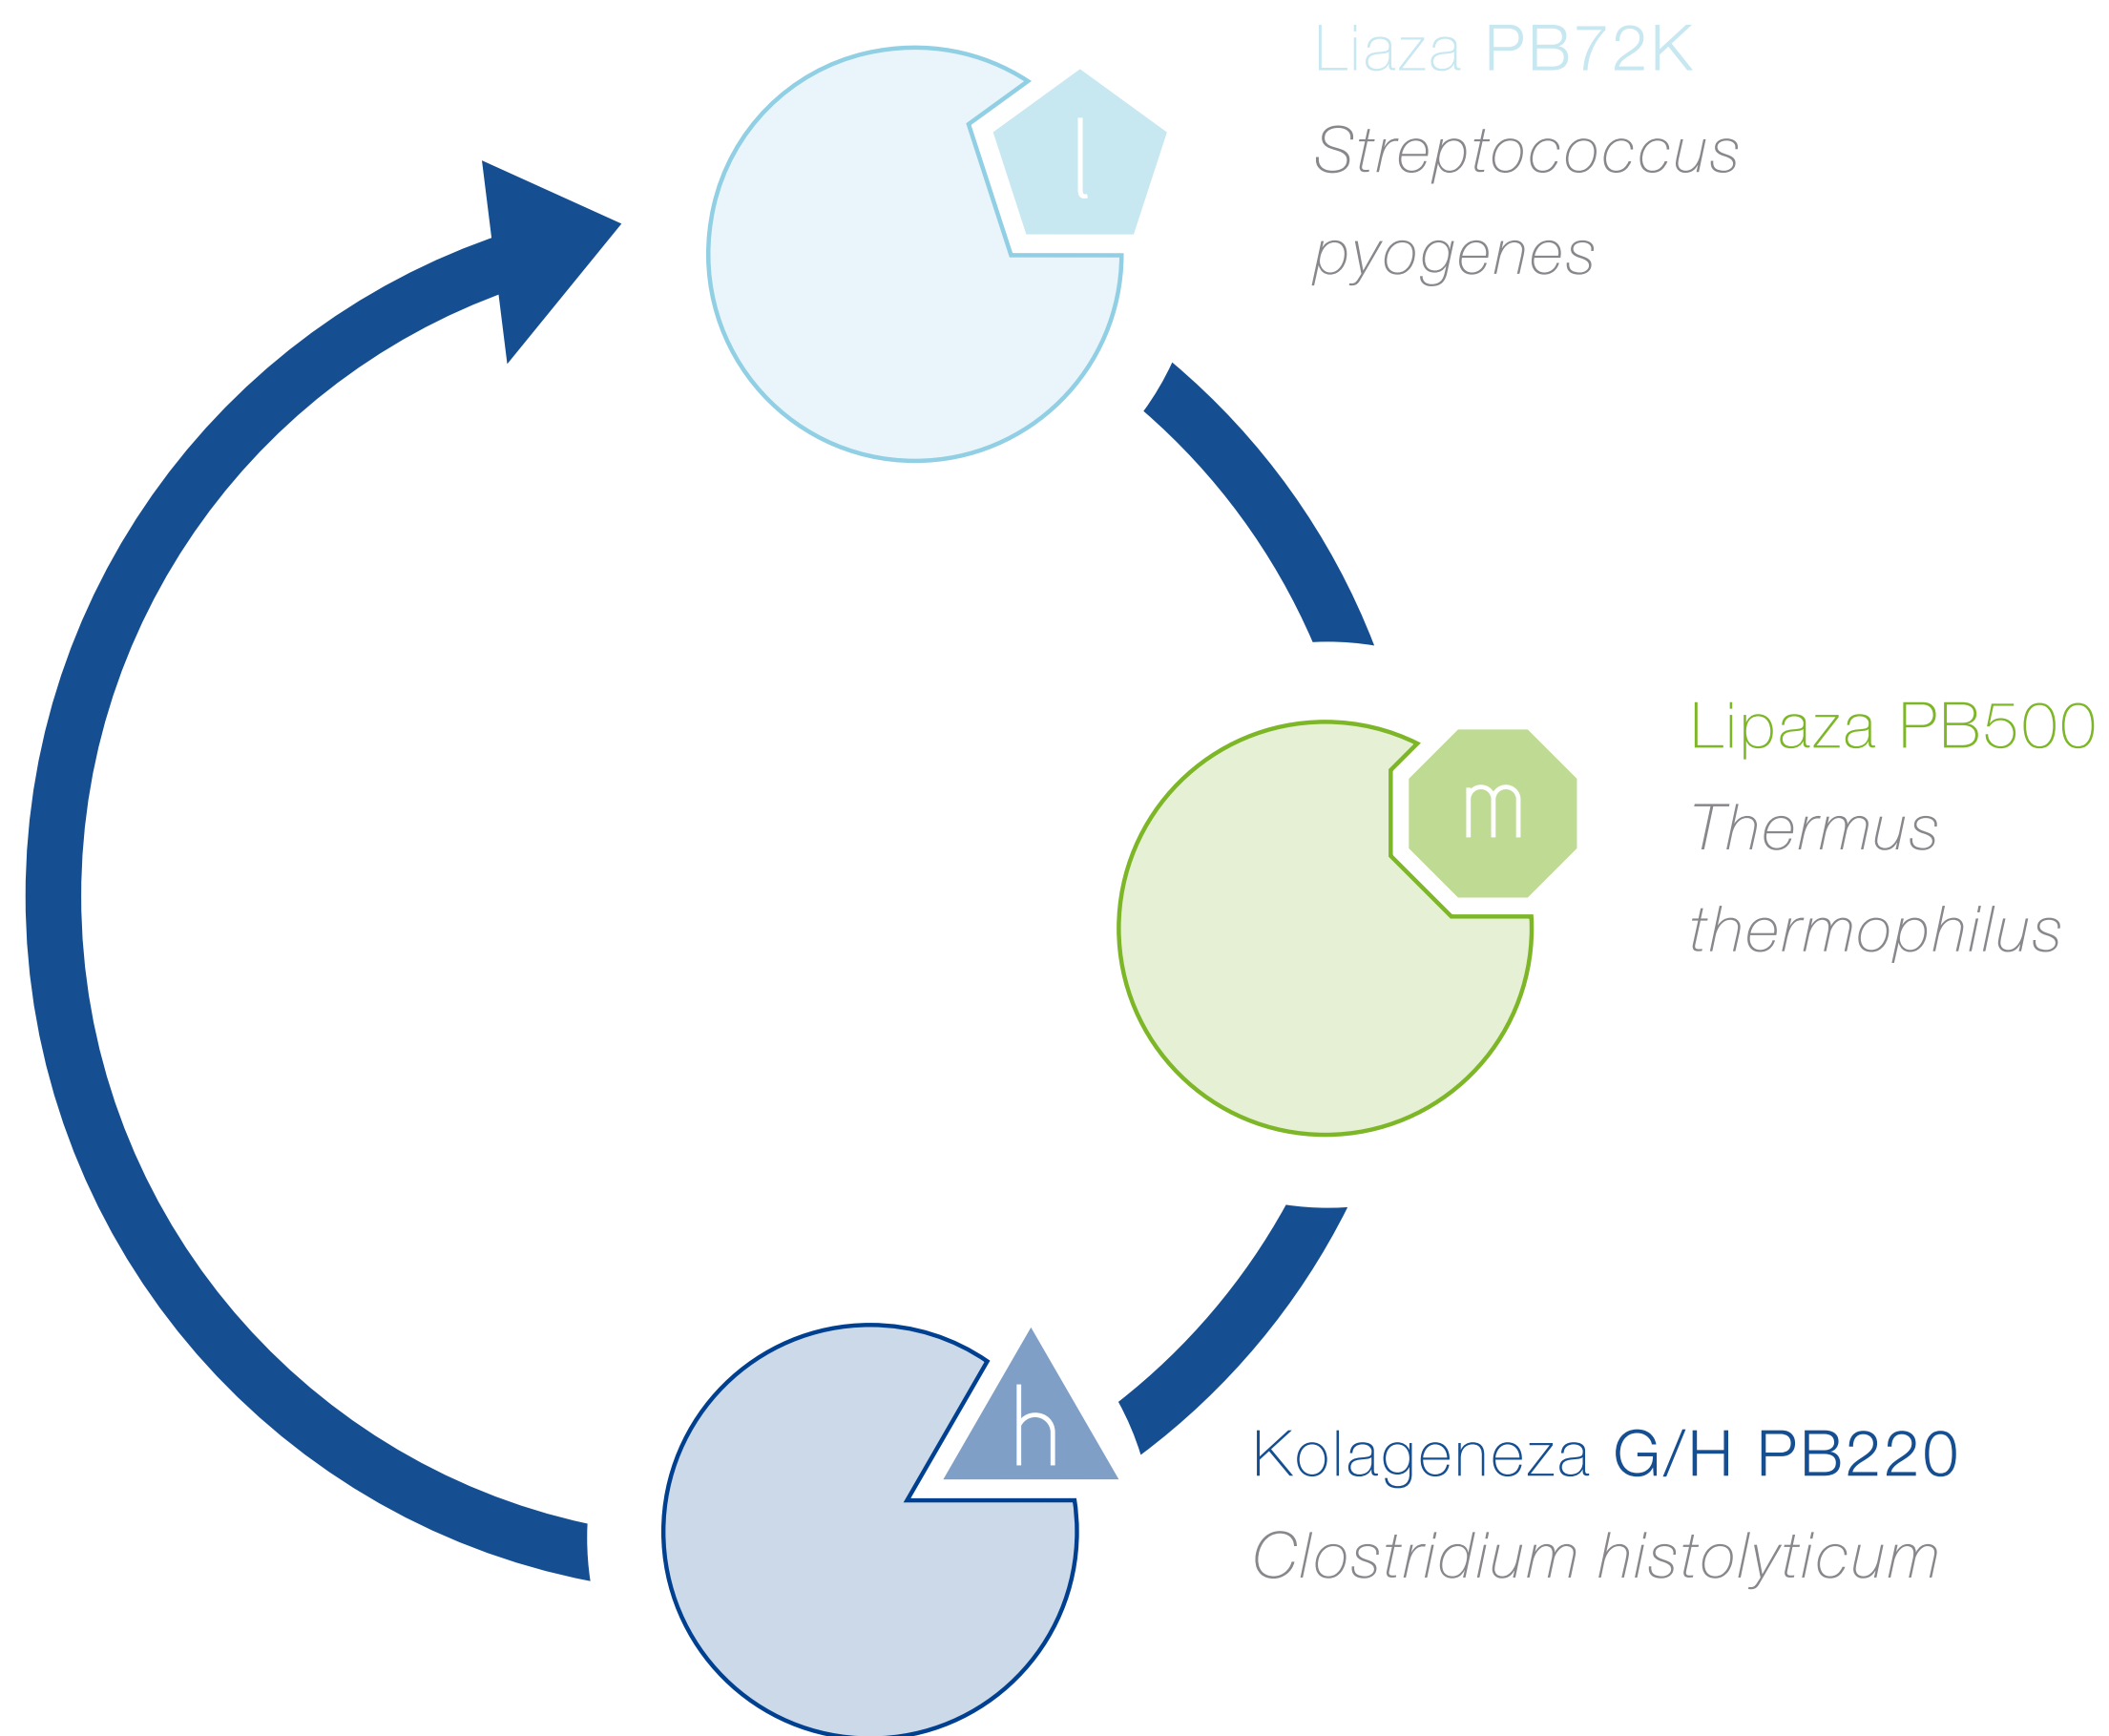 Liaza PB72K
Streptococcus
pyogenes
l
Lipaza PB500
Thermus
thermophilus
m
Kolageneza G/H PB220
Clostridium histolyticum
h